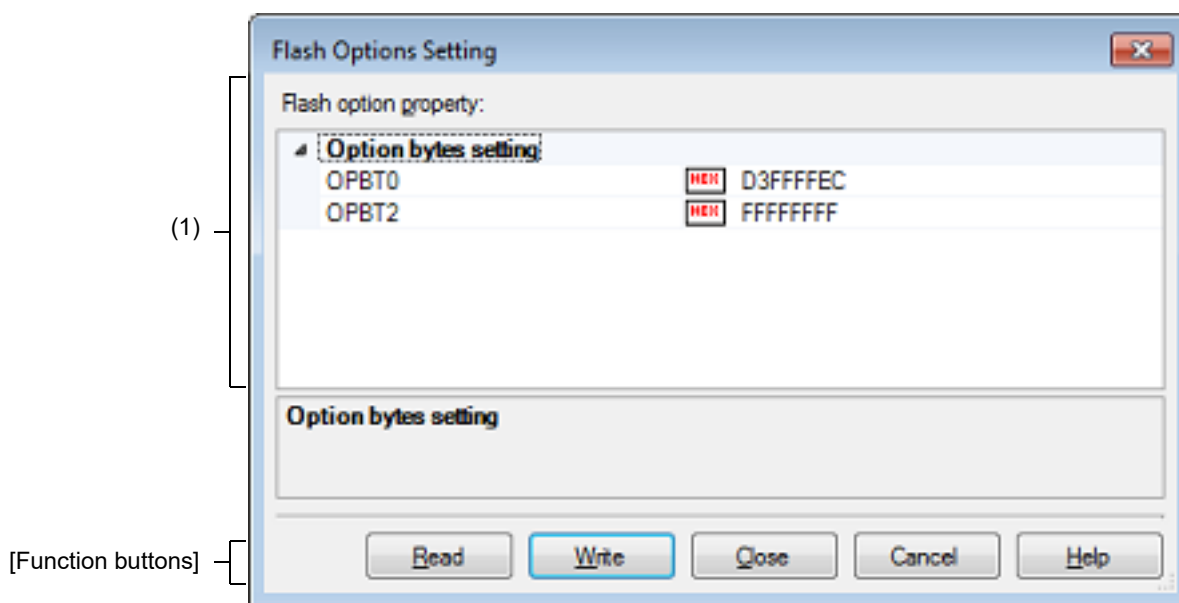 Flash Options Setting
Flash option property:
Option bytes setting
OPBT0 HEX D3FFFFEC
OPBT2 HEX FFFFFFFF
(1)
Option bytes setting
[Function buttons]
Read Write Close Cancel Help